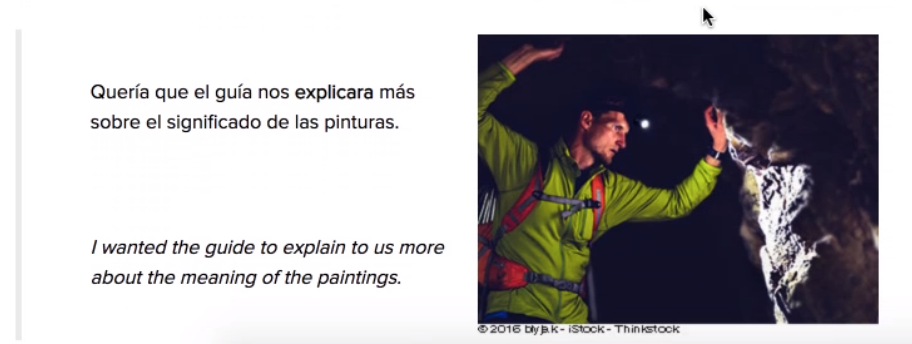 Quería que el guía nos explicara más
sobre el significado de las pinturas.
I wanted the guide to explain to us more
about the meaning of the paintings.
© 2016 blyjak - iStock - Thinkstock